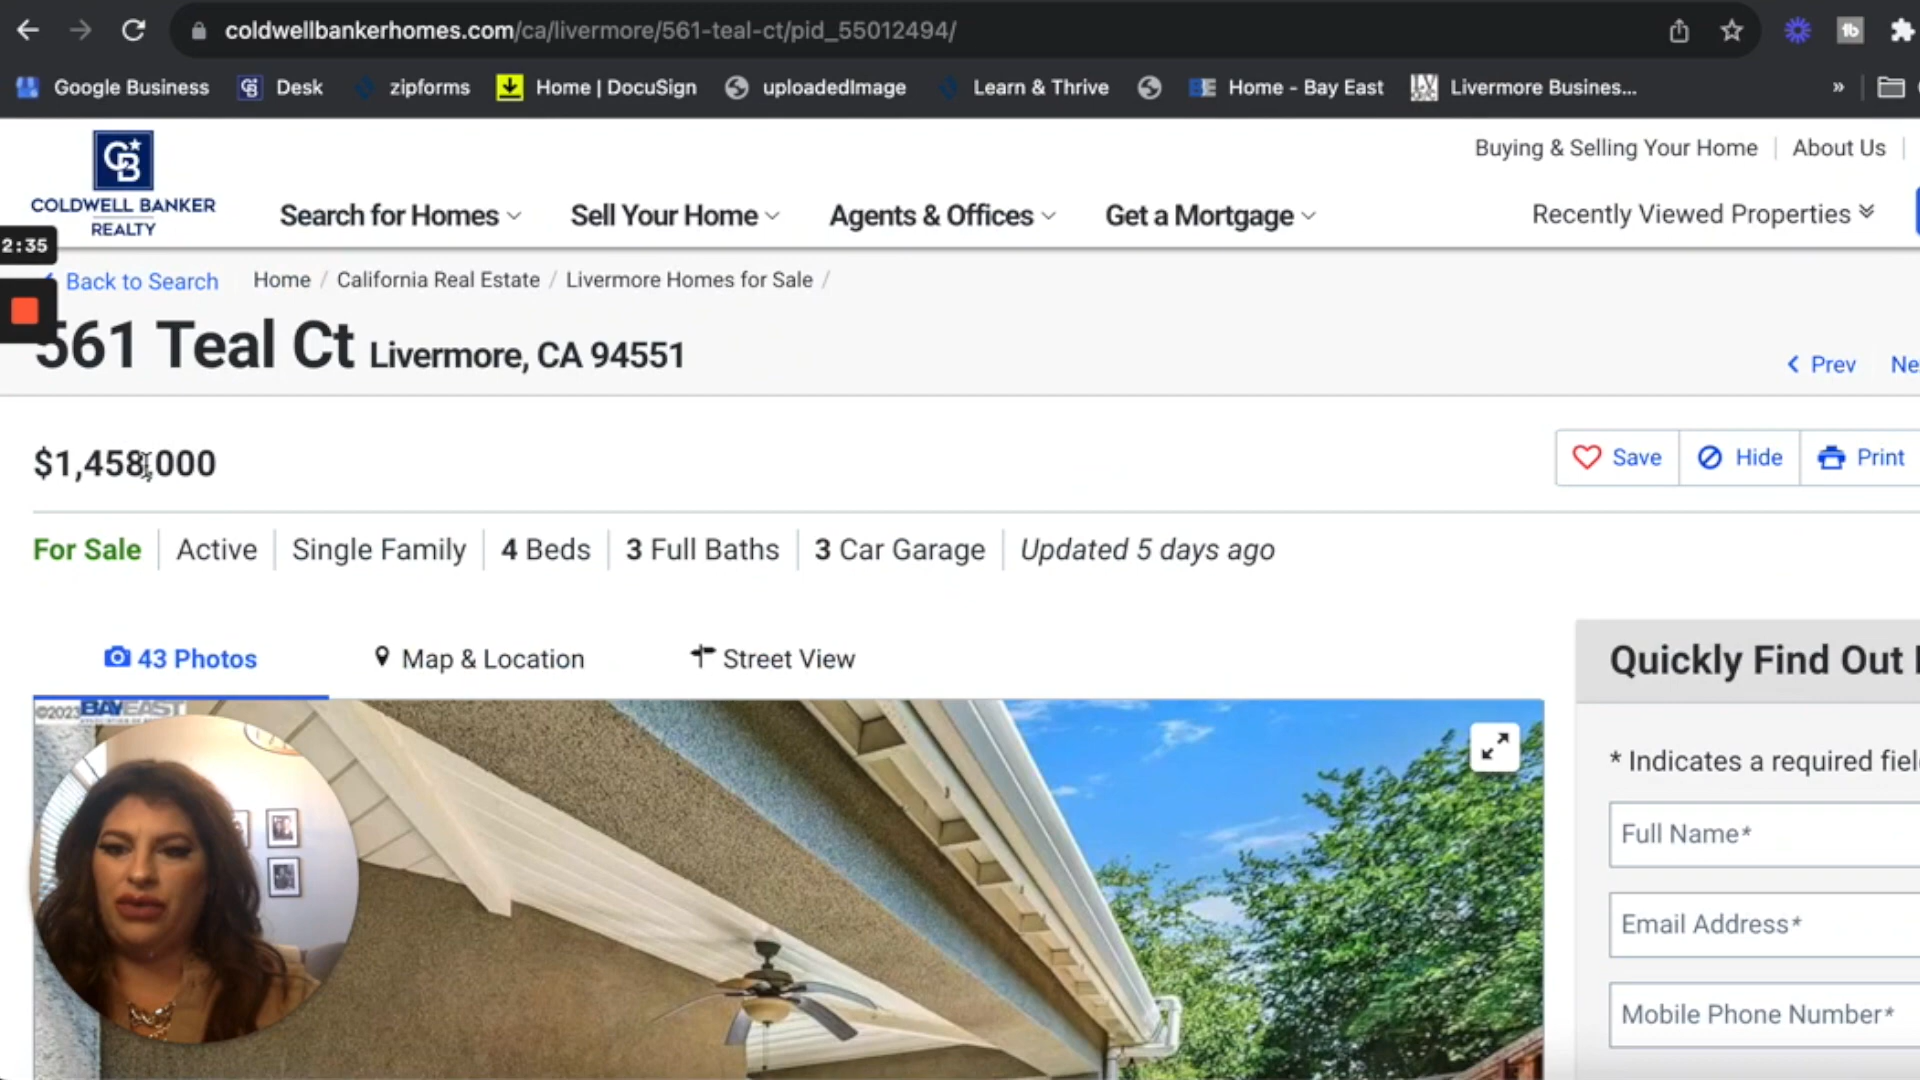 coldwellbankerhomes.com/ca/livermore/561-teal-ct/pid_55012494/
tb
Google Business
Desk
zipforms
Home | DocuSign
uploadedImage
Learn & Thrive
Home - Bay East
Livermore Busines...
»
COLDWELL BANKER
REALTY
Buying & Selling Your Home
About Us
Search for Homes
Sell Your Home
Agents & Offices
Get a Mortgage
Recently Viewed Properties
2:35
Back to Search
Home / California Real Estate / Livermore Homes for Sale /
561 Teal Ct Livermore, CA 94551
Prev
$1,458,000
Save
Hide
Print
For Sale
Active
Single Family
4 Beds
3 Full Baths
3 Car Garage
Updated 5 days ago
43 Photos
Map & Location
Street View
©2023 BAYEAST
Quickly Find Out
* Indicates a required
Full Name*
Email Address*
Mobile Phone Number*